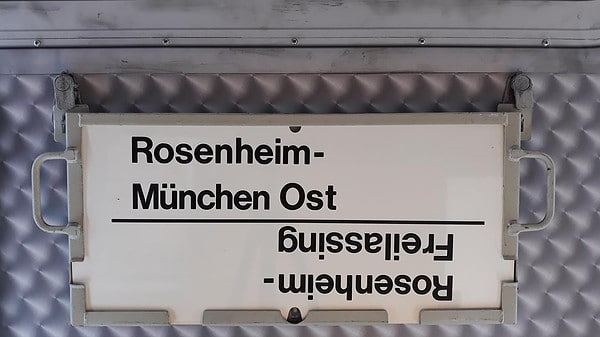 Rosenheim-
München Ost
Rosenheim-
Freilassing